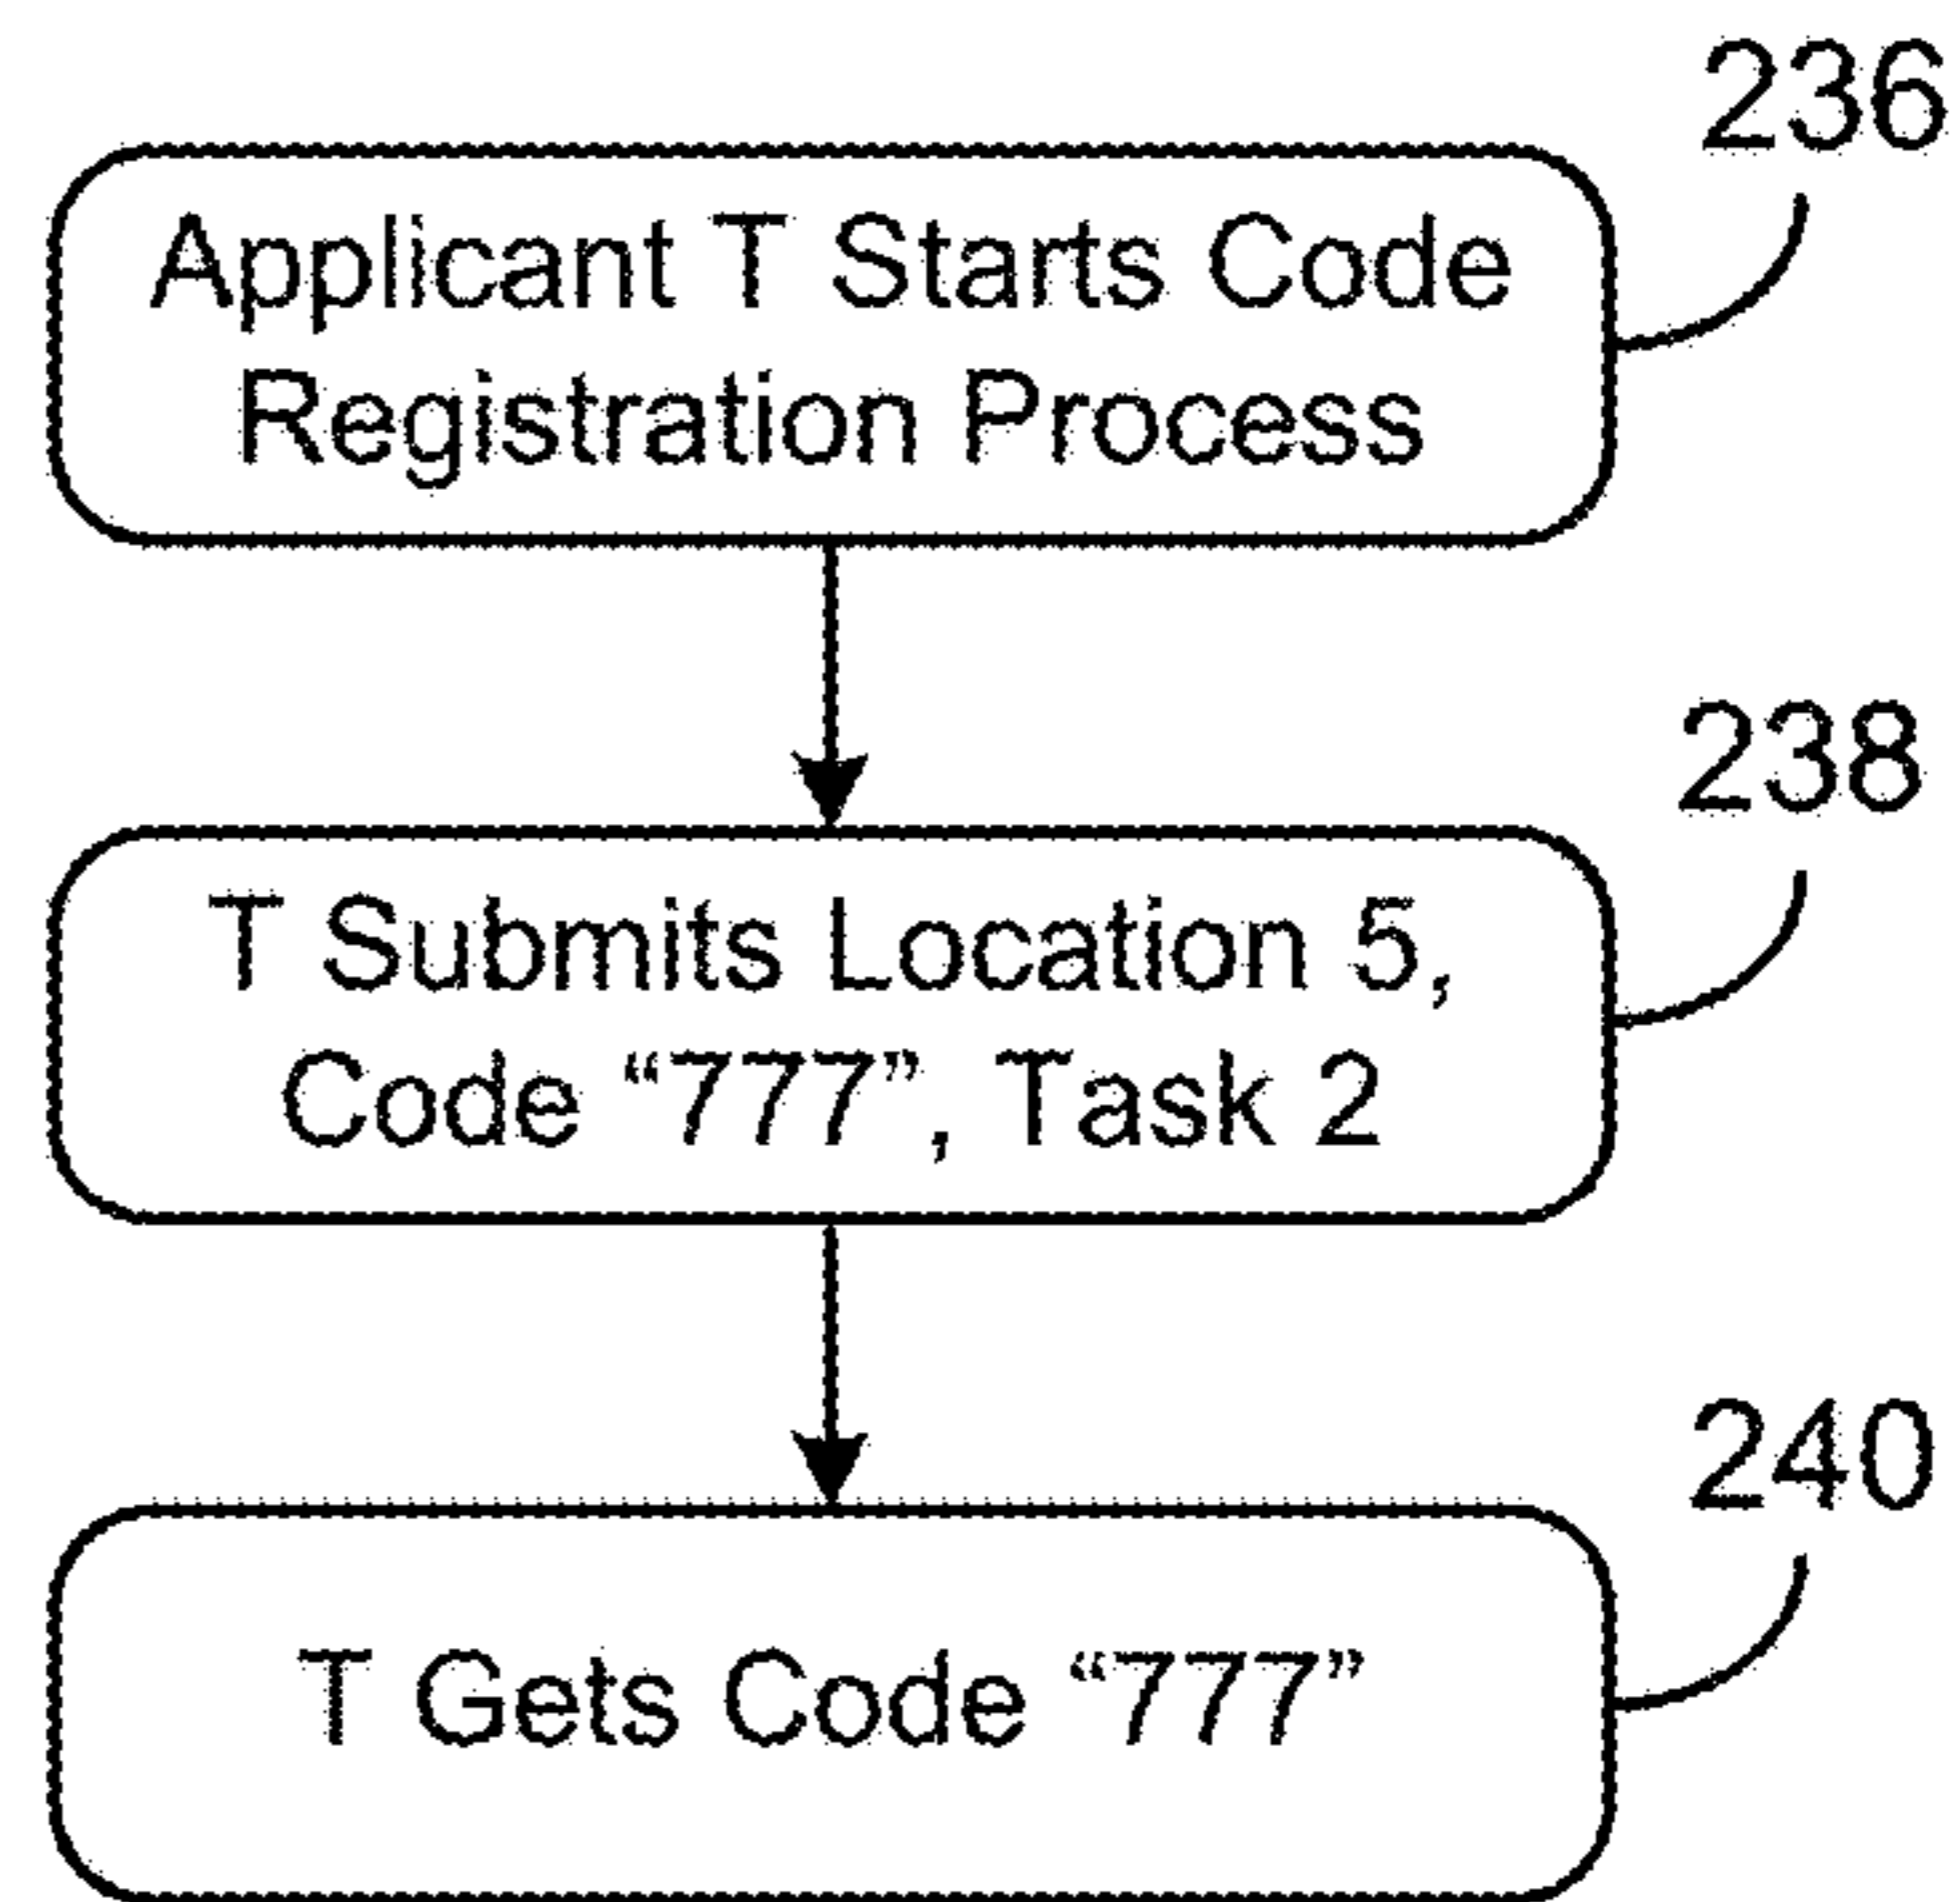 236
Applicant T Starts Code
Registration Process
238
T Submits Location 5,
Code “777”, Task 2
240
T Gets Code “777”